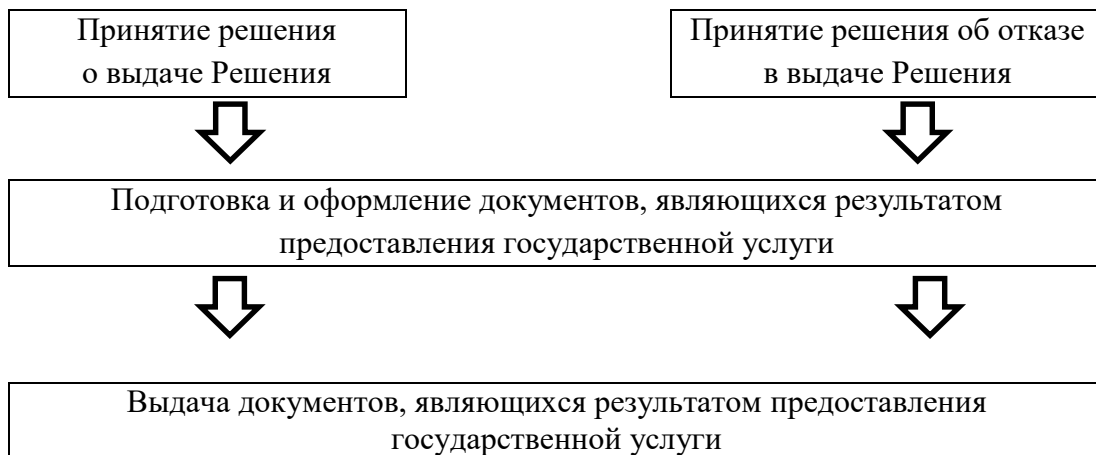 Принятие решения
о выдаче Решения
Принятие решения об отказе
в выдаче Решения
Подготовка и оформление документов, являющихся результатом
предоставления государственной услуги
Выдача документов, являющихся результатом предоставления
государственной услуги